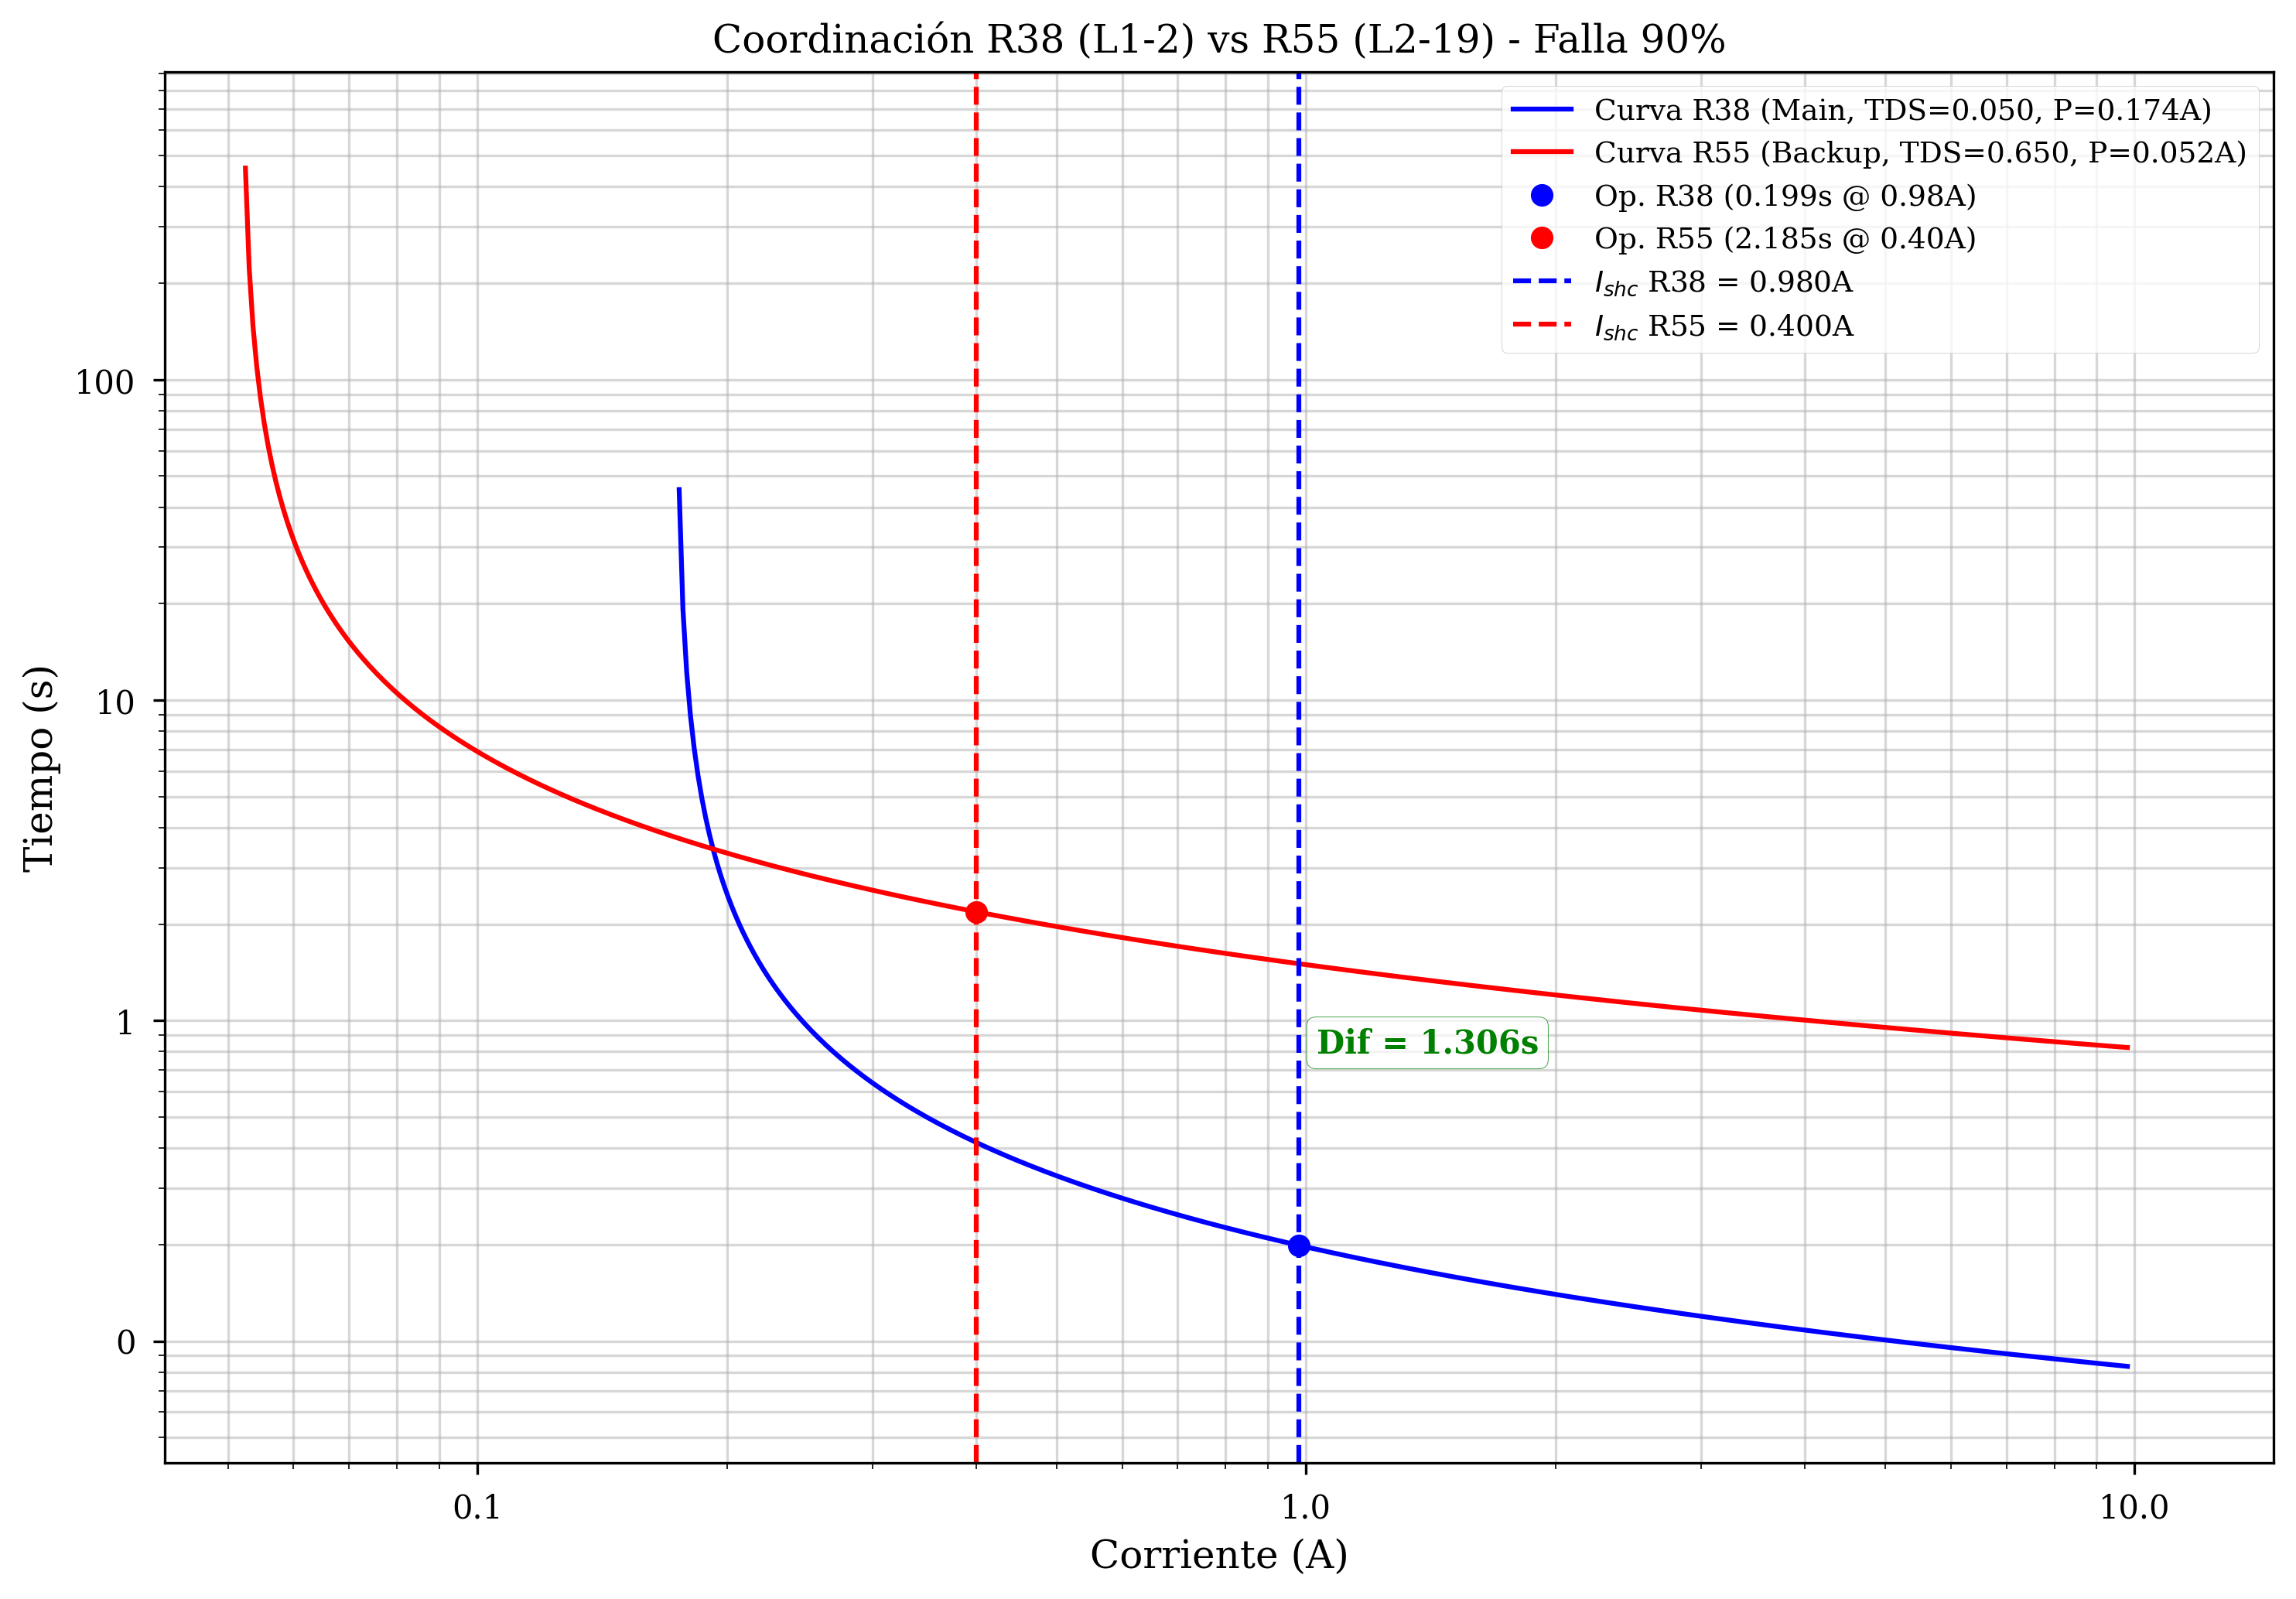 Coordinación R38 (L1-2) vs R55 (L2-19) - Falla 90%
Curva R38 (Main, TDS=0.050, P=0.174A)
Curva R55 (Backup, TDS=0.650, P=0.052A)
Op. R38 (0.199s @ 0.98A)
Op. R55 (2.185s @ 0.40A)
I_shc R38 = 0.980A
I_shc R55 = 0.400A
Tiempo (s)
100
10
1
0
Dif = 1.306s
0.1
1.0
10.0
Corriente (A)